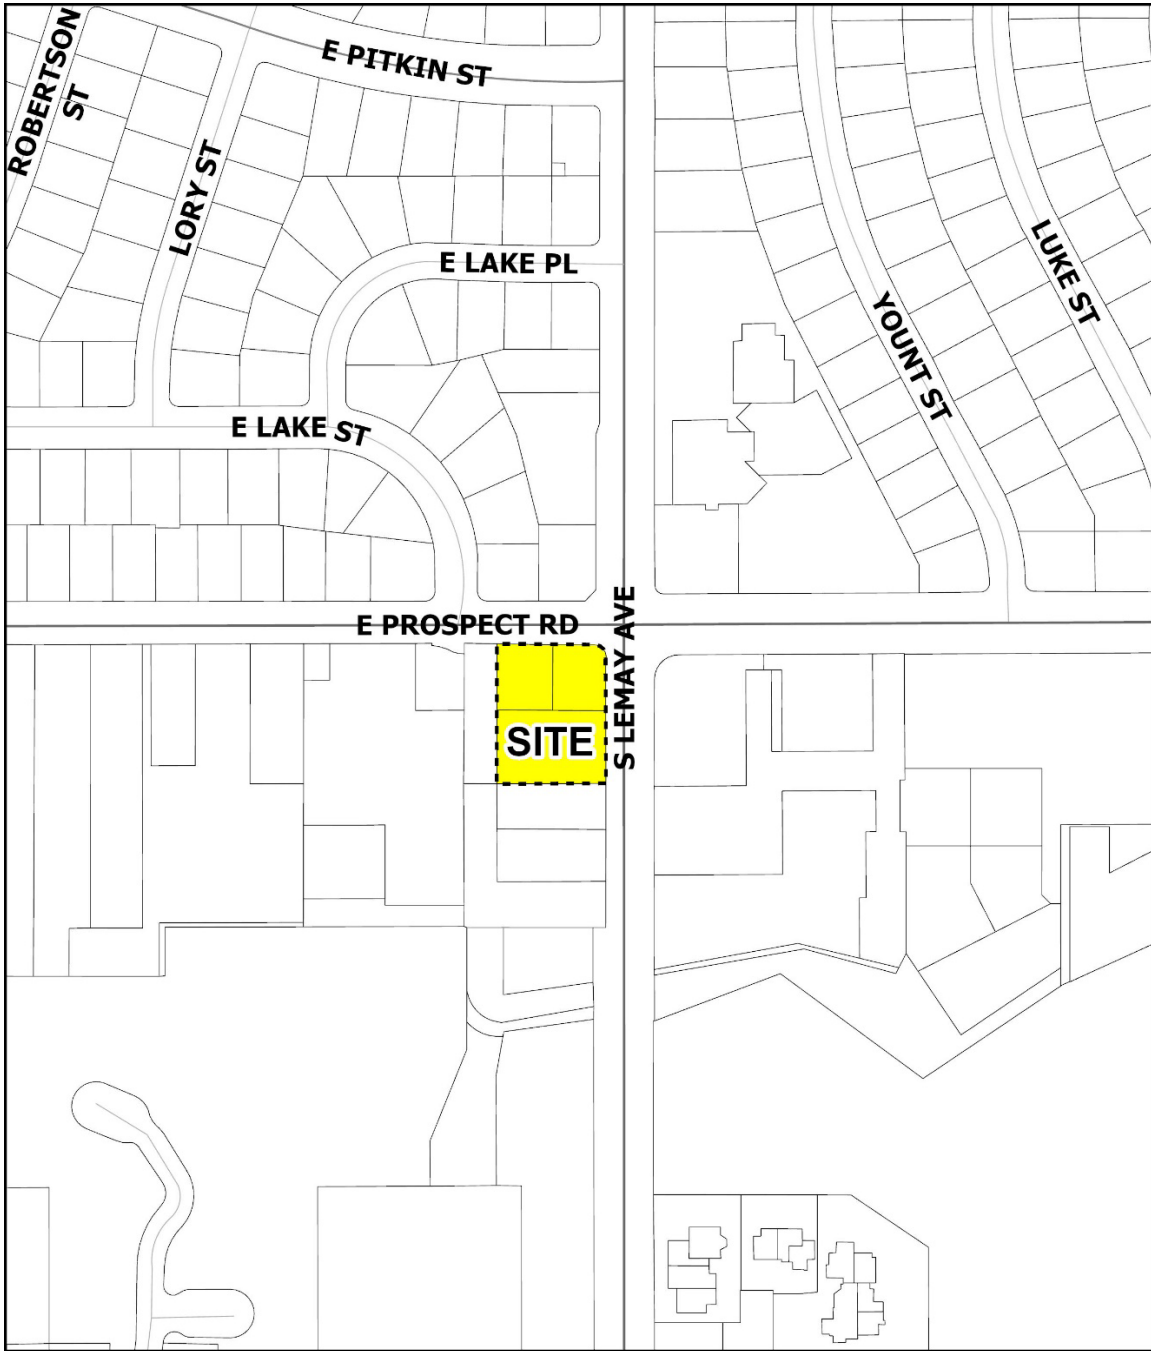 ROBERTSON
ST
E PITKIN ST
LORY ST
E LAKE PL
LUKE ST
YOUNT ST
E LAKE ST
E PROSPECT RD
S LEMAY AVE
SITE